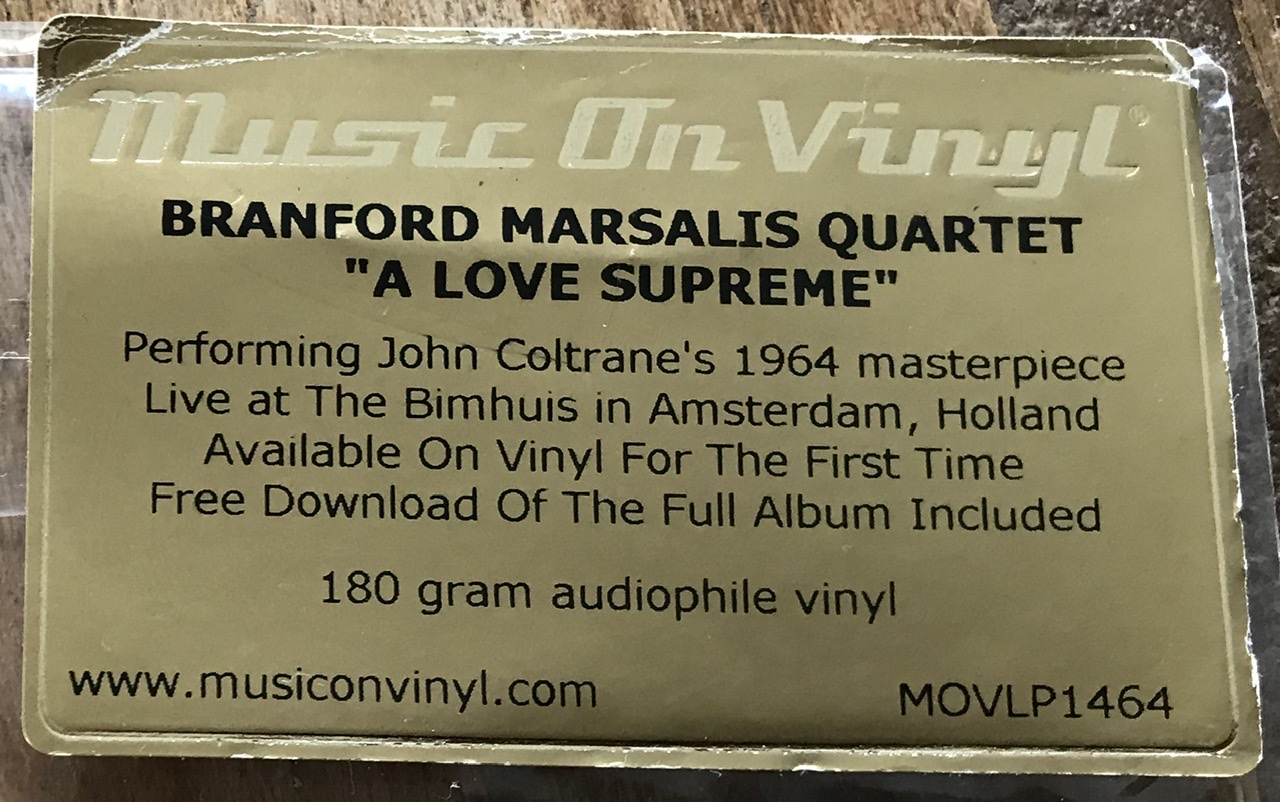 Music On Vinyl®
BRANFORD MARSALIS QUARTET
"A LOVE SUPREME"
Performing John Coltrane's 1964 masterpiece
Live at The Bimhuis in Amsterdam, Holland
Available On Vinyl For The First Time
Free Download Of The Full Album Included
180 gram audiophile vinyl
www.musiconvinyl.com
MOVLP1464